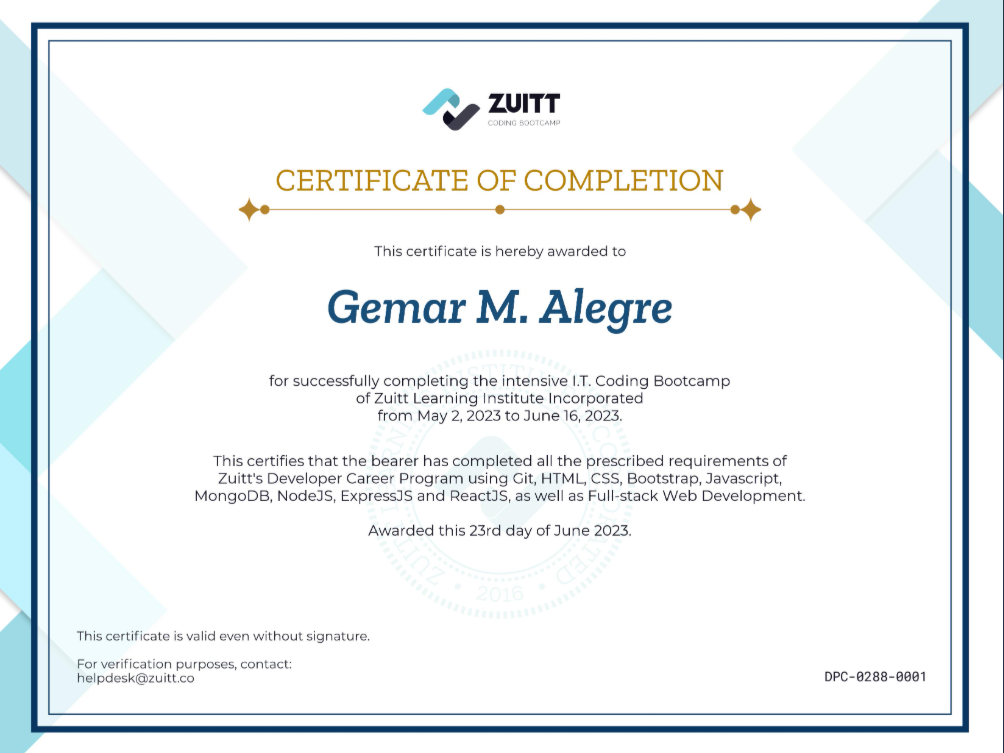 ZUITT
CODING BOOTCAMP
CERTIFICATE OF COMPLETION
This certificate is hereby awarded to
Gemar M. Alegre
for successfully completing the intensive I.T. Coding Bootcamp
of Zuitt Learning Institute Incorporated
from May 2, 2023 to June 16, 2023.
This certifies that the bearer has completed all the prescribed requirements of
Zuitt's Developer Career Program using Git, HTML, CSS, Bootstrap, Javascript,
MongoDB, NodeJS, ExpressJS and ReactJS, as well as Full-stack Web Development.
Awarded this 23rd day of June 2023.
2016
This certificate is valid even without signature.
For verification purposes, contact:
helpdesk@zuitt.co
DPC-0288-0001